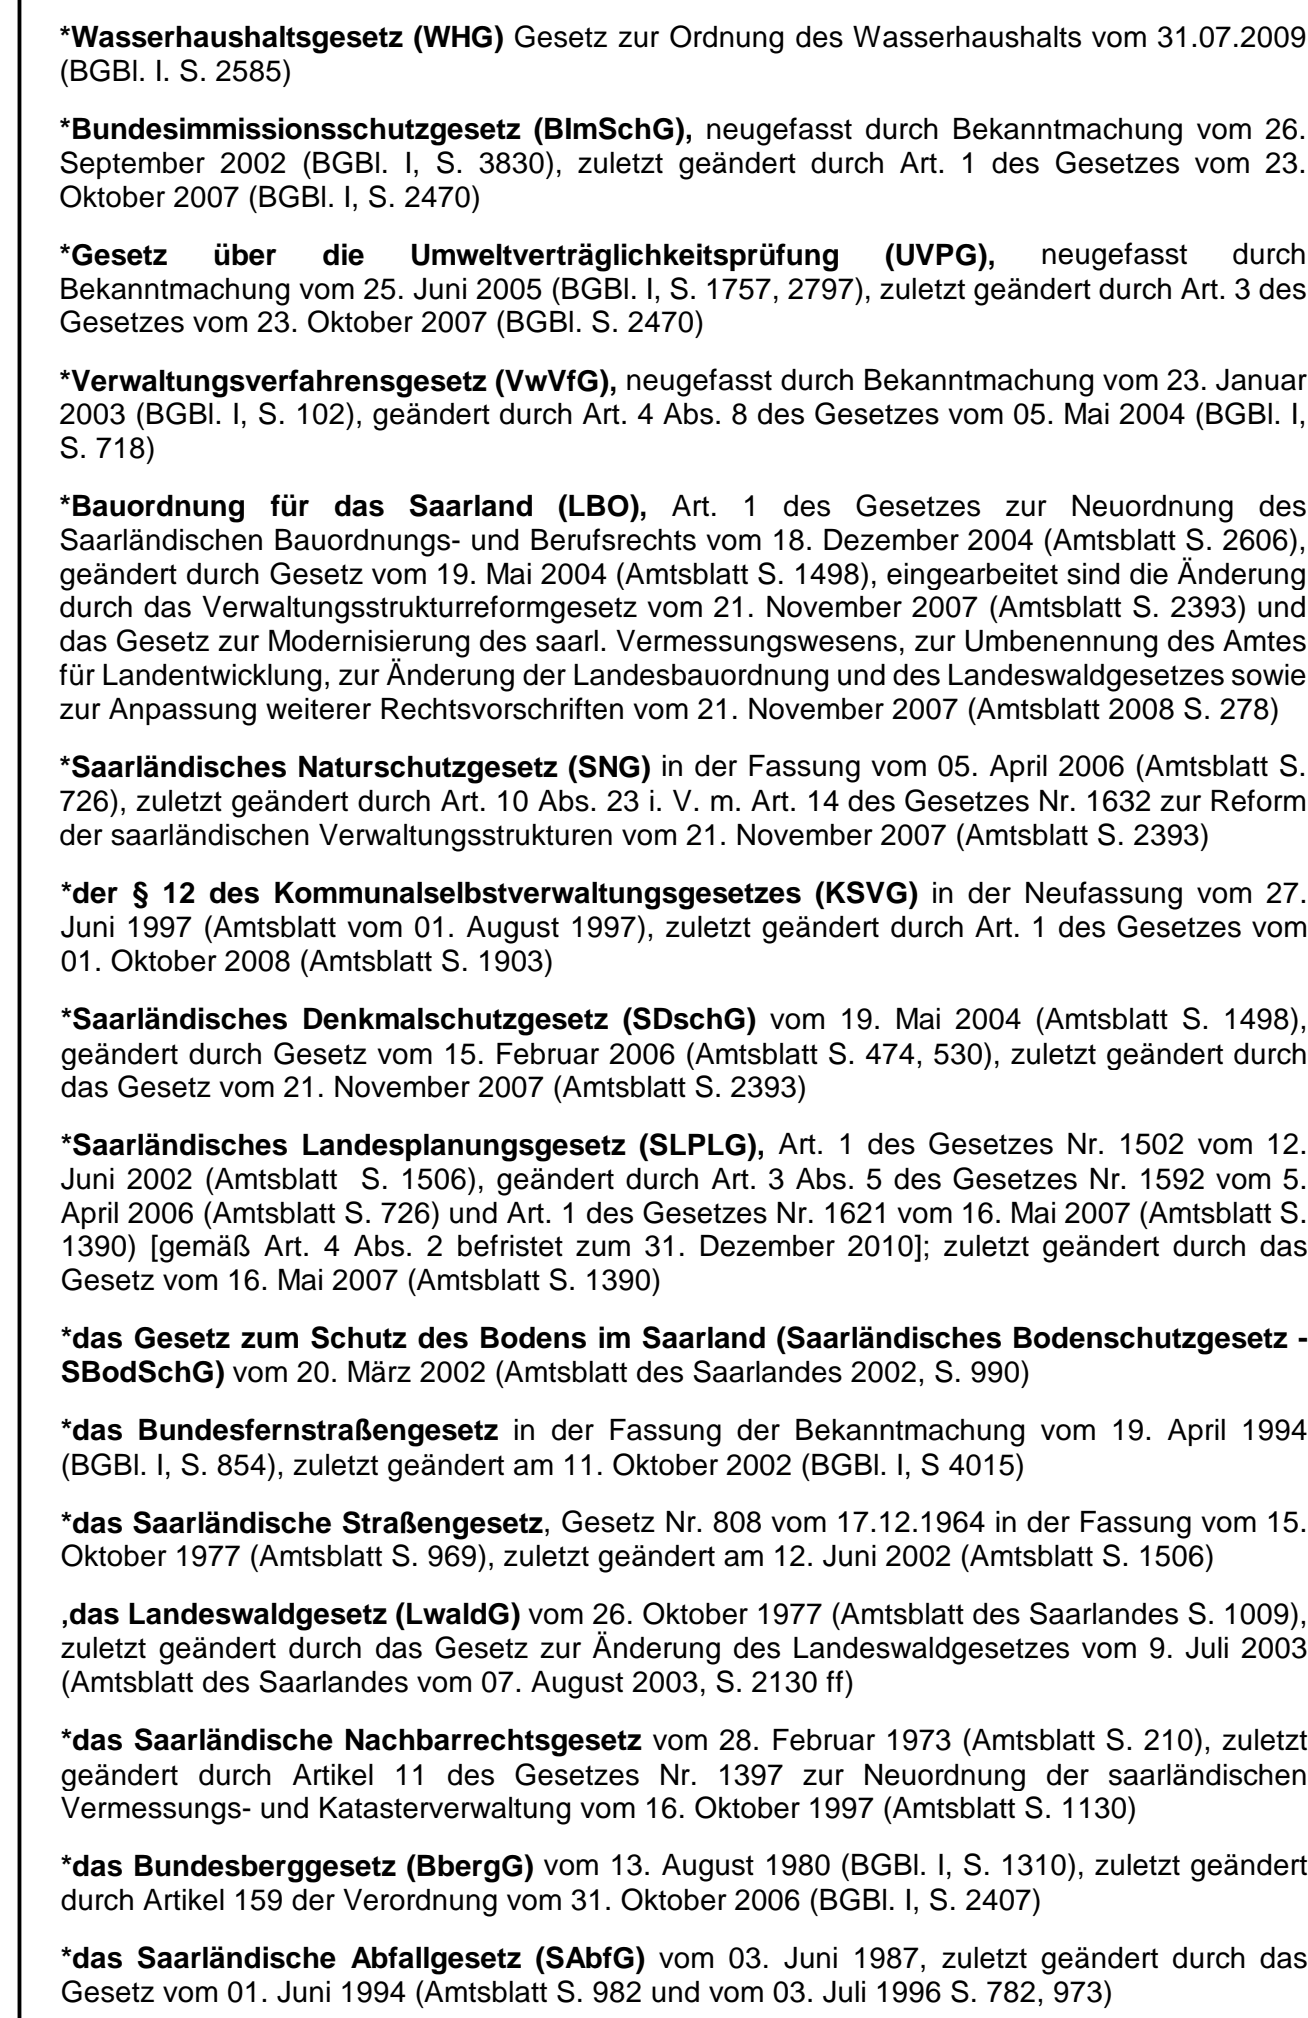 *Wasserhaushaltsgesetz (WHG) Gesetz zur Ordnung des Wasserhaushalts vom 31.07.2009
(BGBl. I. S. 2585)
*Bundesimmissionsschutzgesetz (BImSchG), neugefasst durch Bekanntmachung vom 26.
September 2002 (BGBl. I, S. 3830), zuletzt geändert durch Art. 1 des Gesetzes vom 23.
Oktober 2007 (BGBl. I, S. 2470)
*Gesetz über die Umweltverträglichkeitsprüfung (UVPG), neugefasst durch
Bekanntmachung vom 25. Juni 2005 (BGBl. I, S. 1757, 2797), zuletzt geändert durch Art. 3 des
Gesetzes vom 23. Oktober 2007 (BGBl. S. 2470)
*Verwaltungsverfahrensgesetz (VwVfG), neugefasst durch Bekanntmachung vom 23. Januar
2003 (BGBl. I, S. 102), geändert durch Art. 4 Abs. 8 des Gesetzes vom 05. Mai 2004 (BGBl. I,
S. 718)
*Bauordnung für das Saarland (LBO), Art. 1 des Gesetzes zur Neuordnung des
Saarländischen Bauordnungs- und Berufsrechts vom 18. Dezember 2004 (Amtsblatt S. 2606),
geändert durch Gesetz vom 19. Mai 2004 (Amtsblatt S. 1498), eingearbeitet sind die Änderung
durch das Verwaltungsstrukturreformgesetz vom 21. November 2007 (Amtsblatt S. 2393) und
das Gesetz zur Modernisierung des saarl. Vermessungswesens, zur Umbenennung des Amtes
für Landentwicklung, zur Änderung der Landesbauordnung und des Landeswaldgesetzes sowie
zur Anpassung weiterer Rechtsvorschriften vom 21. November 2007 (Amtsblatt 2008 S. 278)
*Saarländisches Naturschutzgesetz (SNG) in der Fassung vom 05. April 2006 (Amtsblatt S.
726), zuletzt geändert durch Art. 10 Abs. 23 i. V. m. Art. 14 des Gesetzes Nr. 1632 zur Reform
der saarländischen Verwaltungsstrukturen vom 21. November 2007 (Amtsblatt S. 2393)
*der § 12 des Kommunalselbstverwaltungsgesetzes (KSVG) in der Neufassung vom 27.
Juni 1997 (Amtsblatt vom 01. August 1997), zuletzt geändert durch Art. 1 des Gesetzes vom
01. Oktober 2008 (Amtsblatt S. 1903)
*Saarländisches Denkmalschutzgesetz (SDschG) vom 19. Mai 2004 (Amtsblatt S. 1498),
geändert durch Gesetz vom 15. Februar 2006 (Amtsblatt S. 474, 530), zuletzt geändert durch
das Gesetz vom 21. November 2007 (Amtsblatt S. 2393)
*Saarländisches Landesplanungsgesetz (SLPLG), Art. 1 des Gesetzes Nr. 1502 vom 12.
Juni 2002 (Amtsblatt S. 1506), geändert durch Art. 3 Abs. 5 des Gesetzes Nr. 1592 vom 5.
April 2006 (Amtsblatt S. 726) und Art. 1 des Gesetzes Nr. 1621 vom 16. Mai 2007 (Amtsblatt S.
1390) [gemäß Art. 4 Abs. 2 befristet zum 31. Dezember 2010]; zuletzt geändert durch das
Gesetz vom 16. Mai 2007 (Amtsblatt S. 1390)
*das Gesetz zum Schutz des Bodens im Saarland (Saarländisches Bodenschutzgesetz -
SBodSchG) vom 20. März 2002 (Amtsblatt des Saarlandes 2002, S. 990)
*das Bundesfernstraßengesetz in der Fassung der Bekanntmachung vom 19. April 1994
(BGBl. I, S. 854), zuletzt geändert am 11. Oktober 2002 (BGBl. I, S 4015)
*das Saarländische Straßengesetz, Gesetz Nr. 808 vom 17.12.1964 in der Fassung vom 15.
Oktober 1977 (Amtsblatt S. 969), zuletzt geändert am 12. Juni 2002 (Amtsblatt S. 1506)
,das Landeswaldgesetz (LwaldG) vom 26. Oktober 1977 (Amtsblatt des Saarlandes S. 1009),
zuletzt geändert durch das Gesetz zur Änderung des Landeswaldgesetzes vom 9. Juli 2003
(Amtsblatt des Saarlandes vom 07. August 2003, S. 2130 ff)
*das Saarländische Nachbarrechtsgesetz vom 28. Februar 1973 (Amtsblatt S. 210), zuletzt
geändert durch Artikel 11 des Gesetzes Nr. 1397 zur Neuordnung der saarländischen
Vermessungs- und Katasterverwaltung vom 16. Oktober 1997 (Amtsblatt S. 1130)
*das Bundesberggesetz (BbergG) vom 13. August 1980 (BGBl. I, S. 1310), zuletzt geändert
durch Artikel 159 der Verordnung vom 31. Oktober 2006 (BGBl. I, S. 2407)
*das Saarländische Abfallgesetz (SAbfG) vom 03. Juni 1987, zuletzt geändert durch das
Gesetz vom 01. Juni 1994 (Amtsblatt S. 982 und vom 03. Juli 1996 S. 782, 973)